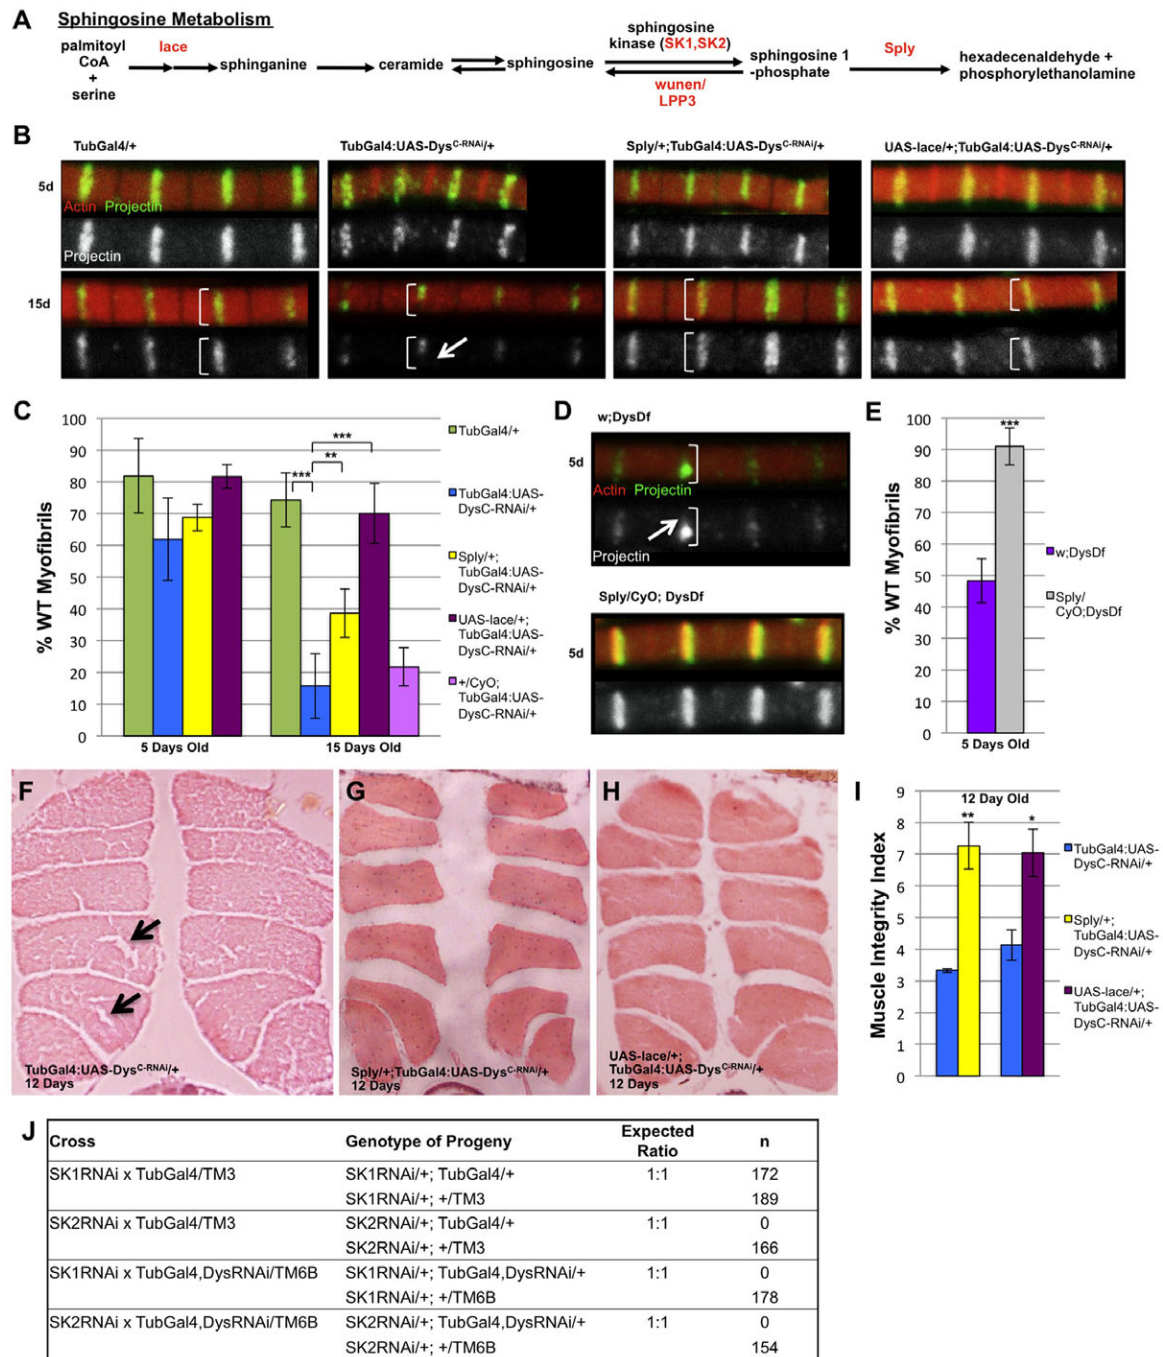 A Sphingosine Metabolism
palmitoyl
CoA
+
serine
lace
sphinganine
ceramide
sphingosine
sphingosine
kinase (SK1,SK2)
wunen/
LPP3
sphingosine 1
-phosphate
Sply
hexadecenaldehyde +
phosphorylethanolamine
B
TubGal4/+
TubGal4:UAS-DysC-RNAi/+
Sply/+;TubGal4:UAS-DysC-RNAi/+
UAS-lace/+;TubGal4:UAS-DysC-RNAi/+
5d
Actin Projectin
Projectin
15d
C
% WT Myofibrils
100
90
80
70
60
50
40
30
20
10
0
***
**
***
5 Days Old
15 Days Old
TubGal4/+
TubGal4:UAS-
DysC-RNAi/+
Sply/+;
TubGal4:UAS-
DysC-RNAi/+
UAS-lace/+;
TubGal4:UAS-
DysC-RNAi/+
+/CyO;
TubGal4:UAS-
DysC-RNAi/+
D
w;DysDf
5d
Actin Projectin
Projectin
Sply/CyO; DysDf
5d
E
% WT Myofibrils
100
90
80
70
60
50
40
30
20
10
0
***
5 Days Old
w;DysDf
Sply/
CyO;DysDf
F
TubGal4:UAS-DysC-RNAi/+
12 Days
G
Sply/+;TubGal4:UAS-DysC-RNAi/+
12 Days
H
UAS-lace/+;
TubGal4:UAS-DysC-RNAi/+
12 Days
I
Muscle Integrity Index
9
8
7
6
5
4
3
2
1
0
12 Day Old
**
*
TubGal4:UAS-
DysC-RNAi/+
Sply/+;
TubGal4:UAS-
DysC-RNAi/+
UAS-lace/+;
TubGal4:UAS-
DysC-RNAi/+
J
Cross Genotype of Progeny Expected Ratio n
SK1RNAi x TubGal4/TM3 SK1RNAi/+; TubGal4/+ 1:1 172
SK1RNAi/+; +/TM3 189
SK2RNAi x TubGal4/TM3 SK2RNAi/+; TubGal4/+ 1:1 0
SK2RNAi/+; +/TM3 166
SK1RNAi x TubGal4,DysRNAi/TM6B SK1RNAi/+; TubGal4,DysRNAi/+ 1:1 0
SK1RNAi/+; +/TM6B 178
SK2RNAi x TubGal4,DysRNAi/TM6B SK2RNAi/+; TubGal4,DysRNAi/+ 1:1 0
SK2RNAi/+; +/TM6B 154